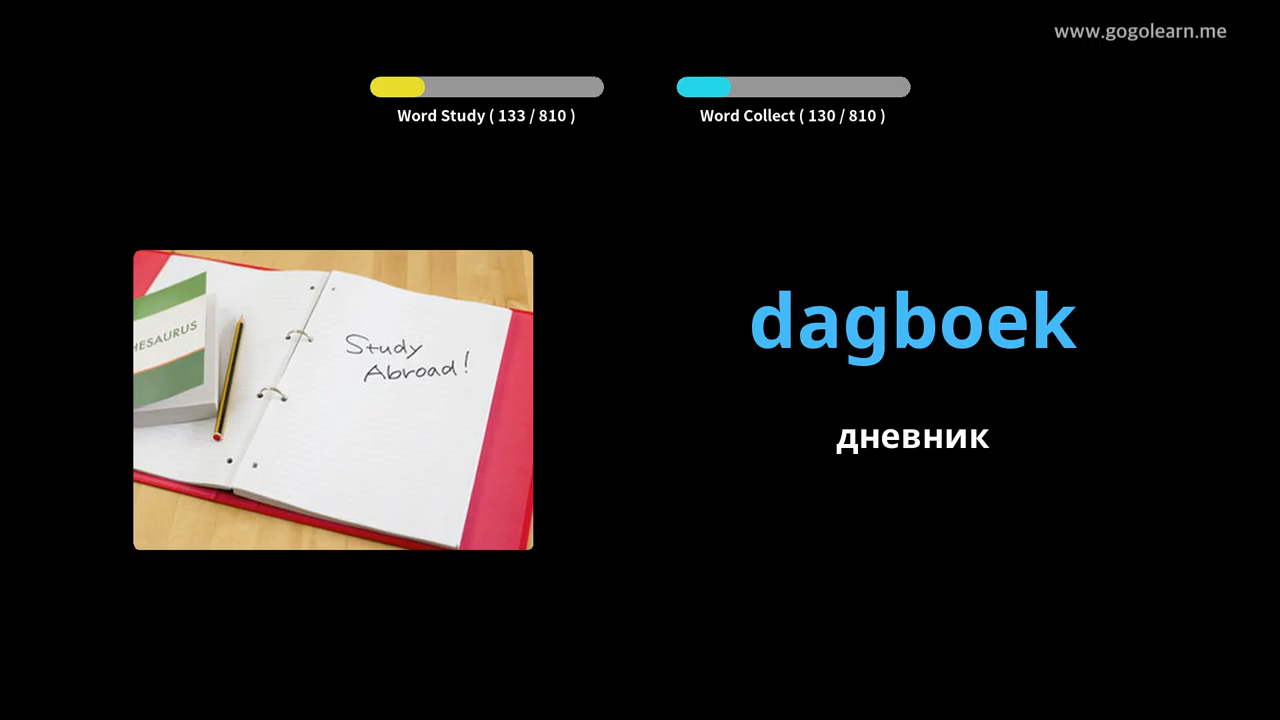 www.gogolearn.me
Word Study ( 133 / 810 )
Word Collect ( 130 / 810 )
HESAURUS
Study
Abroad!
dagboek
дневник